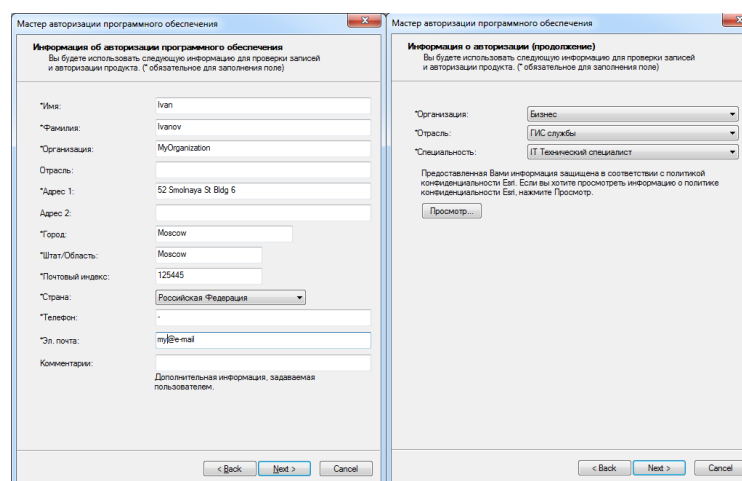 Мастер авторизации программного обеспечения
Информация об авторизации программного обеспечения
Вы будете использовать следующую информацию для проверки записей
и авторизации продукта. (* обязательное для заполнения поле)
*Имя: Ivan
*Фамилия: Ivanov
*Организация: MyOrganization
Отрасль:
*Адрес 1: 52 Smolnaya St Bldg 6
Адрес 2:
*Город: Moscow
*Штат/Область: Moscow
*Почтовый индекс: 125445
*Страна: Российская Федерация
*Телефон: -
*Эл. почта: my@e-mail
Комментарии:
Дополнительная информация, задаваемая
пользователем.
< Back Next > Cancel
Мастер авторизации программного обеспечения
Информация о авторизации (продолжение)
Вы будете использовать следующую информацию для проверки записей
и авторизации продукта. (* обязательное для заполнения поле)
*Организация: Бизнес
*Отрасль: ГИС службы
*Специальность: IT Технический специалист
Предоставленная Вами информация защищена в соответствии с политикой
конфиденциальности Esri. Если вы хотите просмотреть информацию о политике
конфиденциальности Esri, нажмите Просмотр.
Просмотр...
< Back Next > Cancel